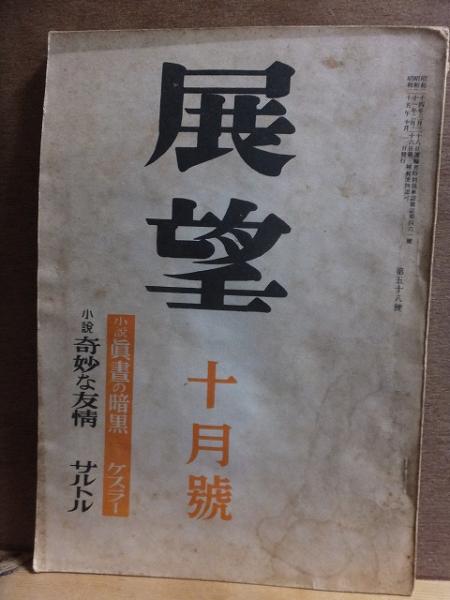 展望
十月號
小説 眞晝の暗黒 ケスラー
小説 奇妙な友情 サルトル
第五十八號